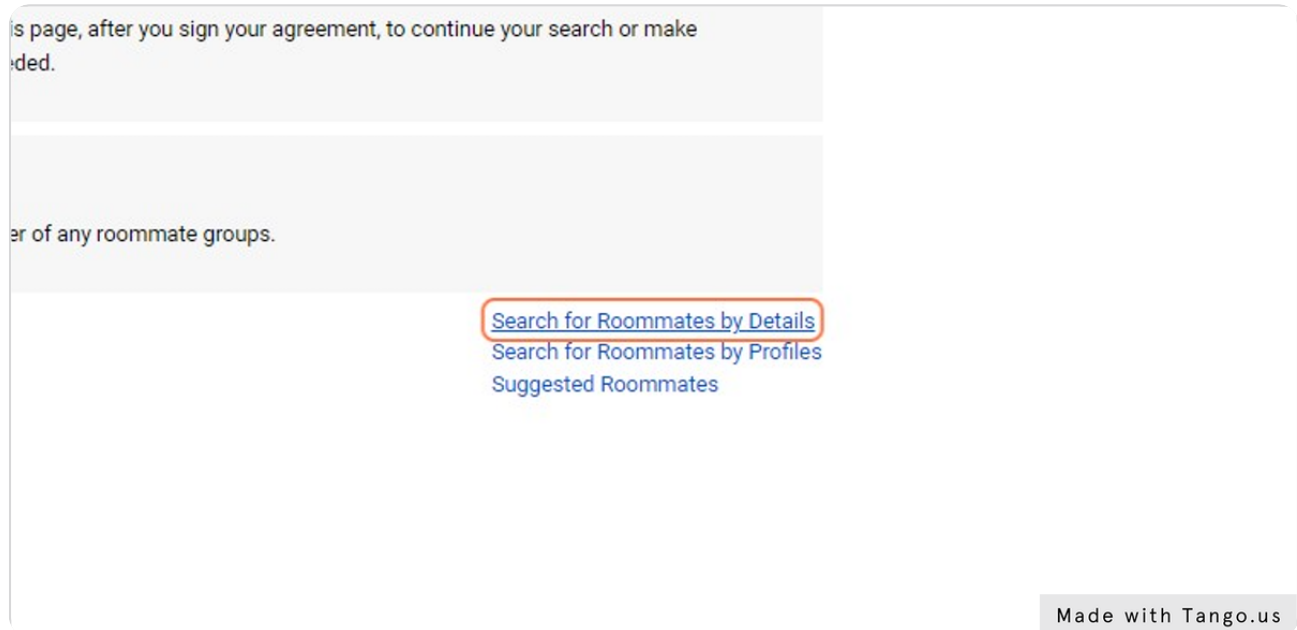 is page, after you sign your agreement, to continue your search or make
ded.
er of any roommate groups.
Search for Roommates by Details
Search for Roommates by Profiles
Suggested Roommates
Made with Tango.us